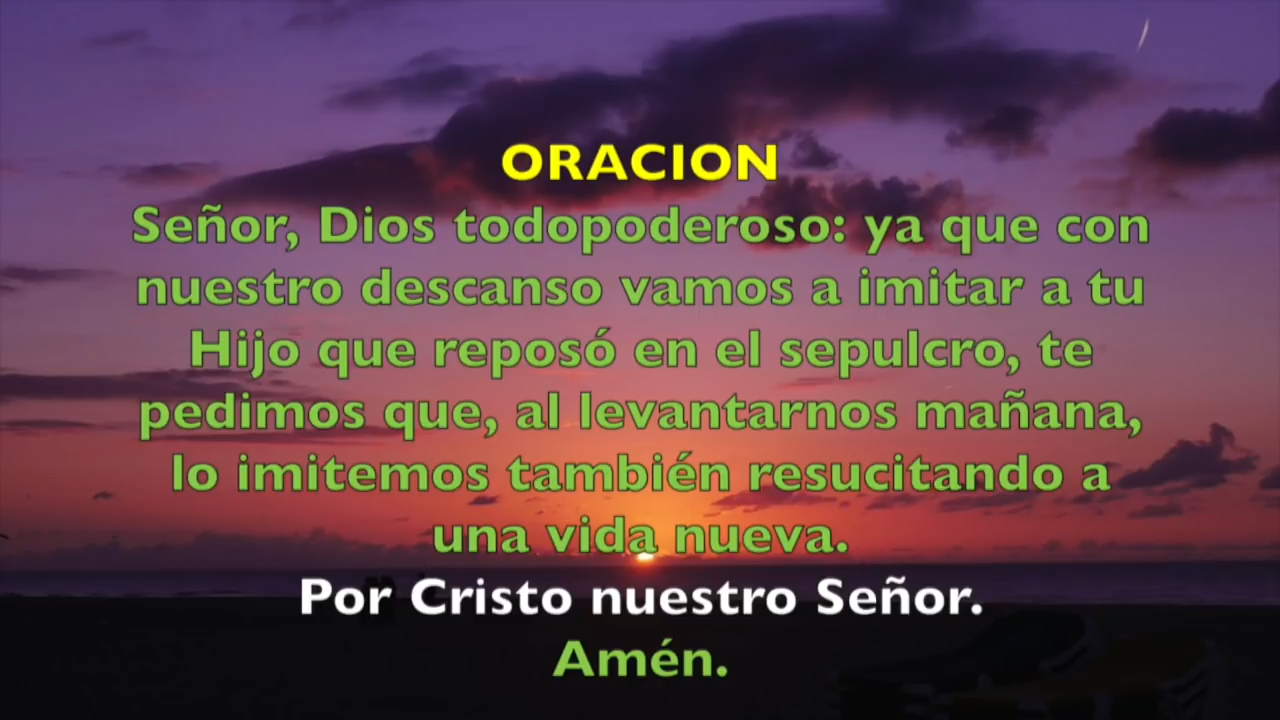 ORACION
Señor, Dios todopoderoso: ya que con
nuestro descanso vamos a imitar a tu
Hijo que reposó en el sepulcro, te
pedimos que, al levantarnos mañana,
lo imitemos también resucitando a
una vida nueva.
Por Cristo nuestro Señor.
Amén.